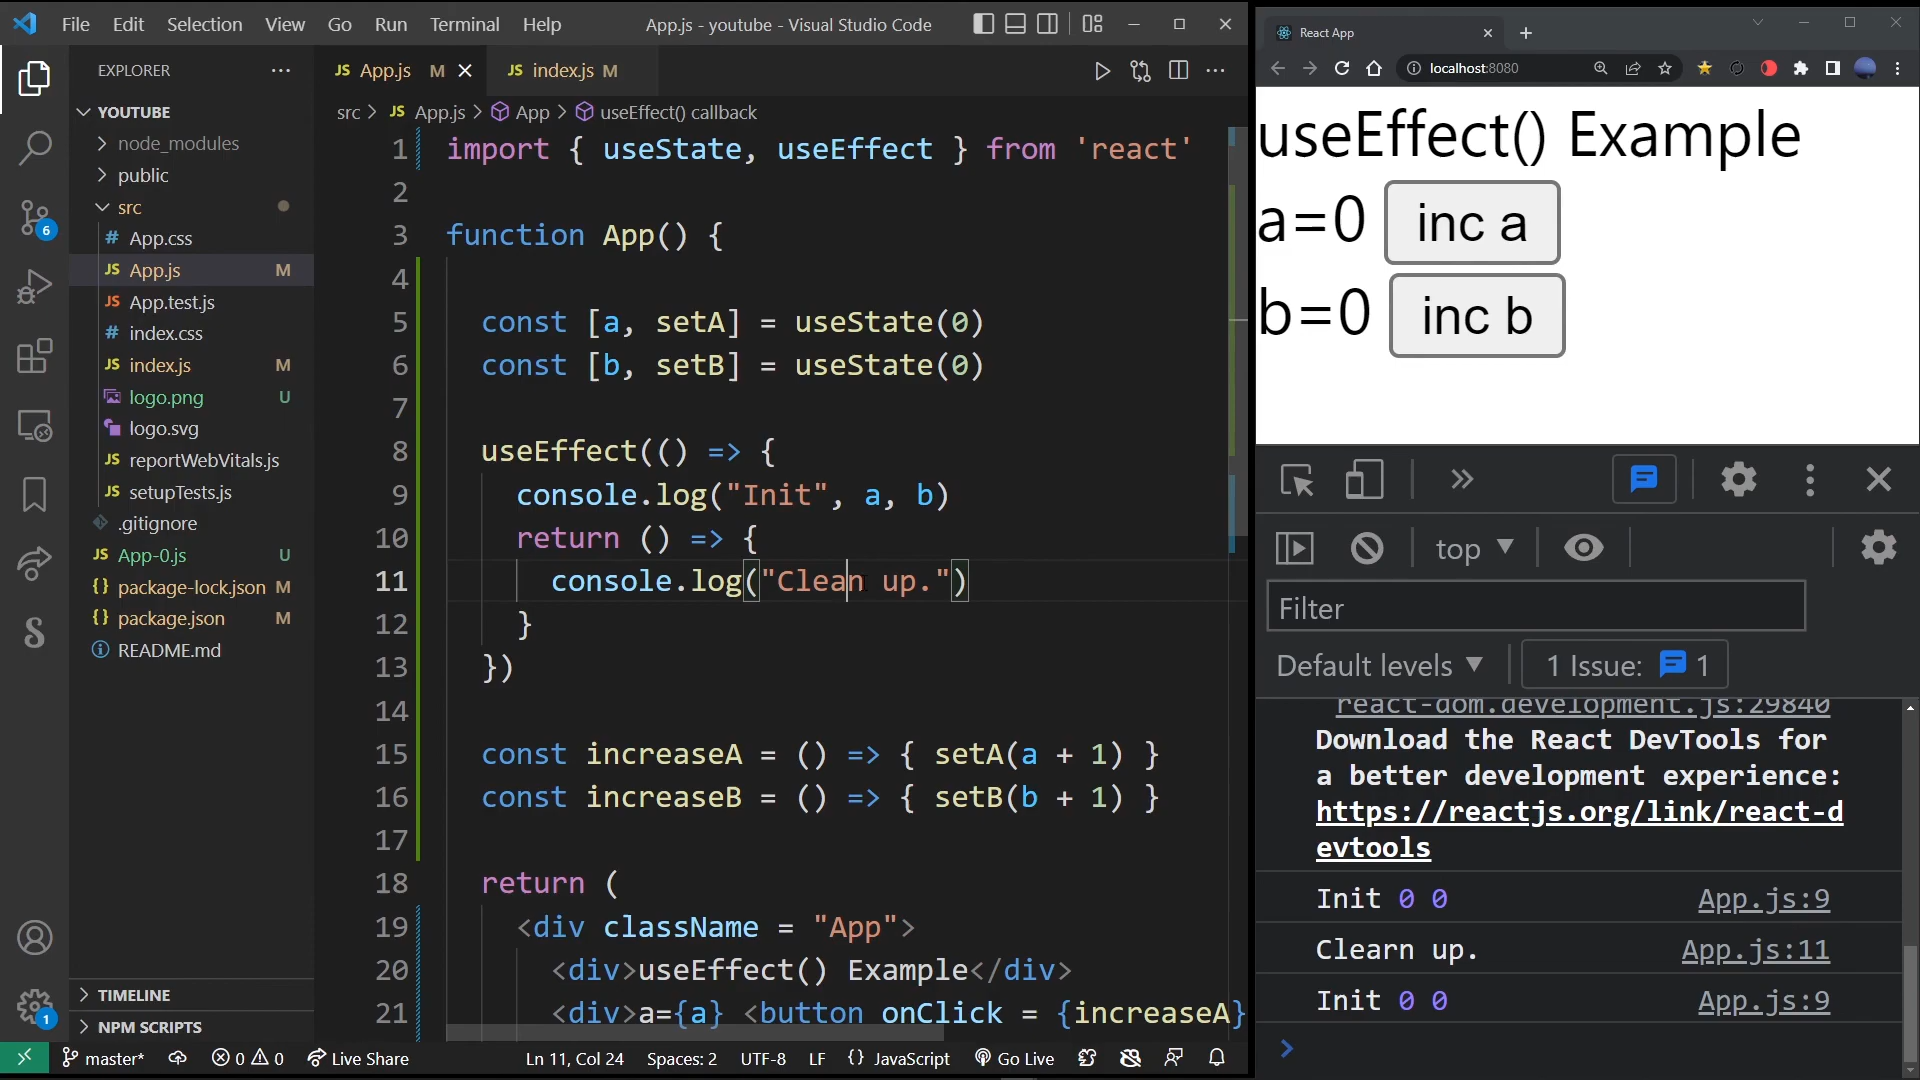 File Edit Selection View Go Run Terminal Help
App.js - youtube - Visual Studio Code
EXPLORER
YOUTUBE
node_modules
public
src
App.css
App.js M
App.test.js
index.css
index.js M
logo.png U
logo.svg
reportWebVitals.js
setupTests.js
.gitignore
App-0.js U
package-lock.json M
package.json M
README.md
TIMELINE
NPM SCRIPTS
6
1
JS App.js M
JS index.js M
src > JS App.js > App > useEffect() callback
1 import { useState, useEffect } from 'react'
2
3 function App() {
4
5 const [a, setA] = useState(0)
6 const [b, setB] = useState(0)
7
8 useEffect(() => {
9 console.log("Init", a, b)
10 return () => {
11 console.log("Clean up.")
12 }
13 })
14
15 const increaseA = () => { setA(a + 1) }
16 const increaseB = () => { setB(b + 1) }
17
18 return (
19 <div className = "App">
20 <div>useEffect() Example</div>
21 <div>a={a} <button onClick = {increaseA}
master* 0 0 Live Share Ln 11, Col 24 Spaces: 2 UTF-8 LF {} JavaScript Go Live
React App
localhost:8080
useEffect() Example
a=0 inc a
b=0 inc b
top
Filter
Default levels 1 Issue: 1
react-dom.development.js:29840
Download the React DevTools for
a better development experience:
https://reactjs.org/link/react-d
evtools
Init 0 0 App.js:9
Clearn up. App.js:11
Init 0 0 App.js:9